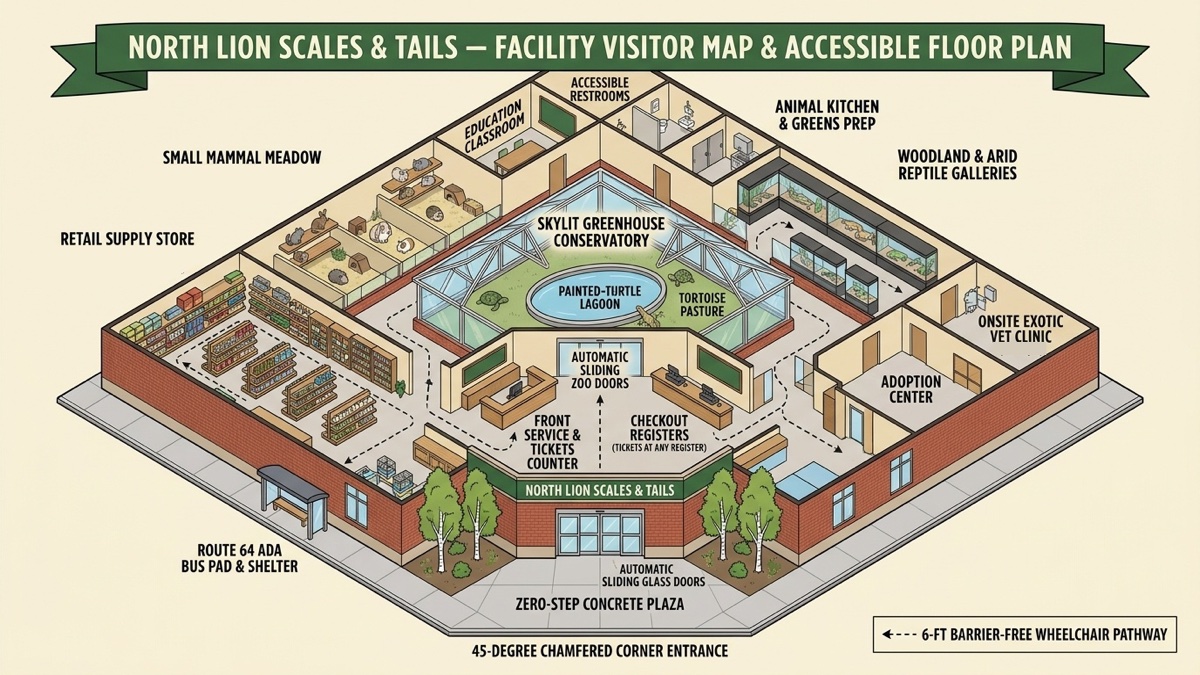 NORTH LION SCALES & TAILS — FACILITY VISITOR MAP & ACCESSIBLE FLOOR PLAN
ACCESSIBLE
RESTROOMS
EDUCATION
CLASSROOM
ANIMAL KITCHEN
& GREENS PREP
SMALL MAMMAL MEADOW
WOODLAND & ARID
REPTILE GALLERIES
RETAIL SUPPLY STORE
SKYLIT GREENHOUSE
CONSERVATORY
PAINTED-TURTLE
LAGOON
TORTOISE
PASTURE
ONSITE EXOTIC
VET CLINIC
AUTOMATIC
SLIDING
ZOO DOORS
ADOPTION
CENTER
FRONT
SERVICE &
TICKETS
COUNTER
CHECKOUT
REGISTERS
(TICKETS AT ANY REGISTER)
NORTH LION SCALES & TAILS
ROUTE 64 ADA
BUS PAD & SHELTER
AUTOMATIC
SLIDING GLASS DOORS
ZERO-STEP CONCRETE PLAZA
6-FT BARRIER-FREE WHEELCHAIR PATHWAY
45-DEGREE CHAMFERED CORNER ENTRANCE